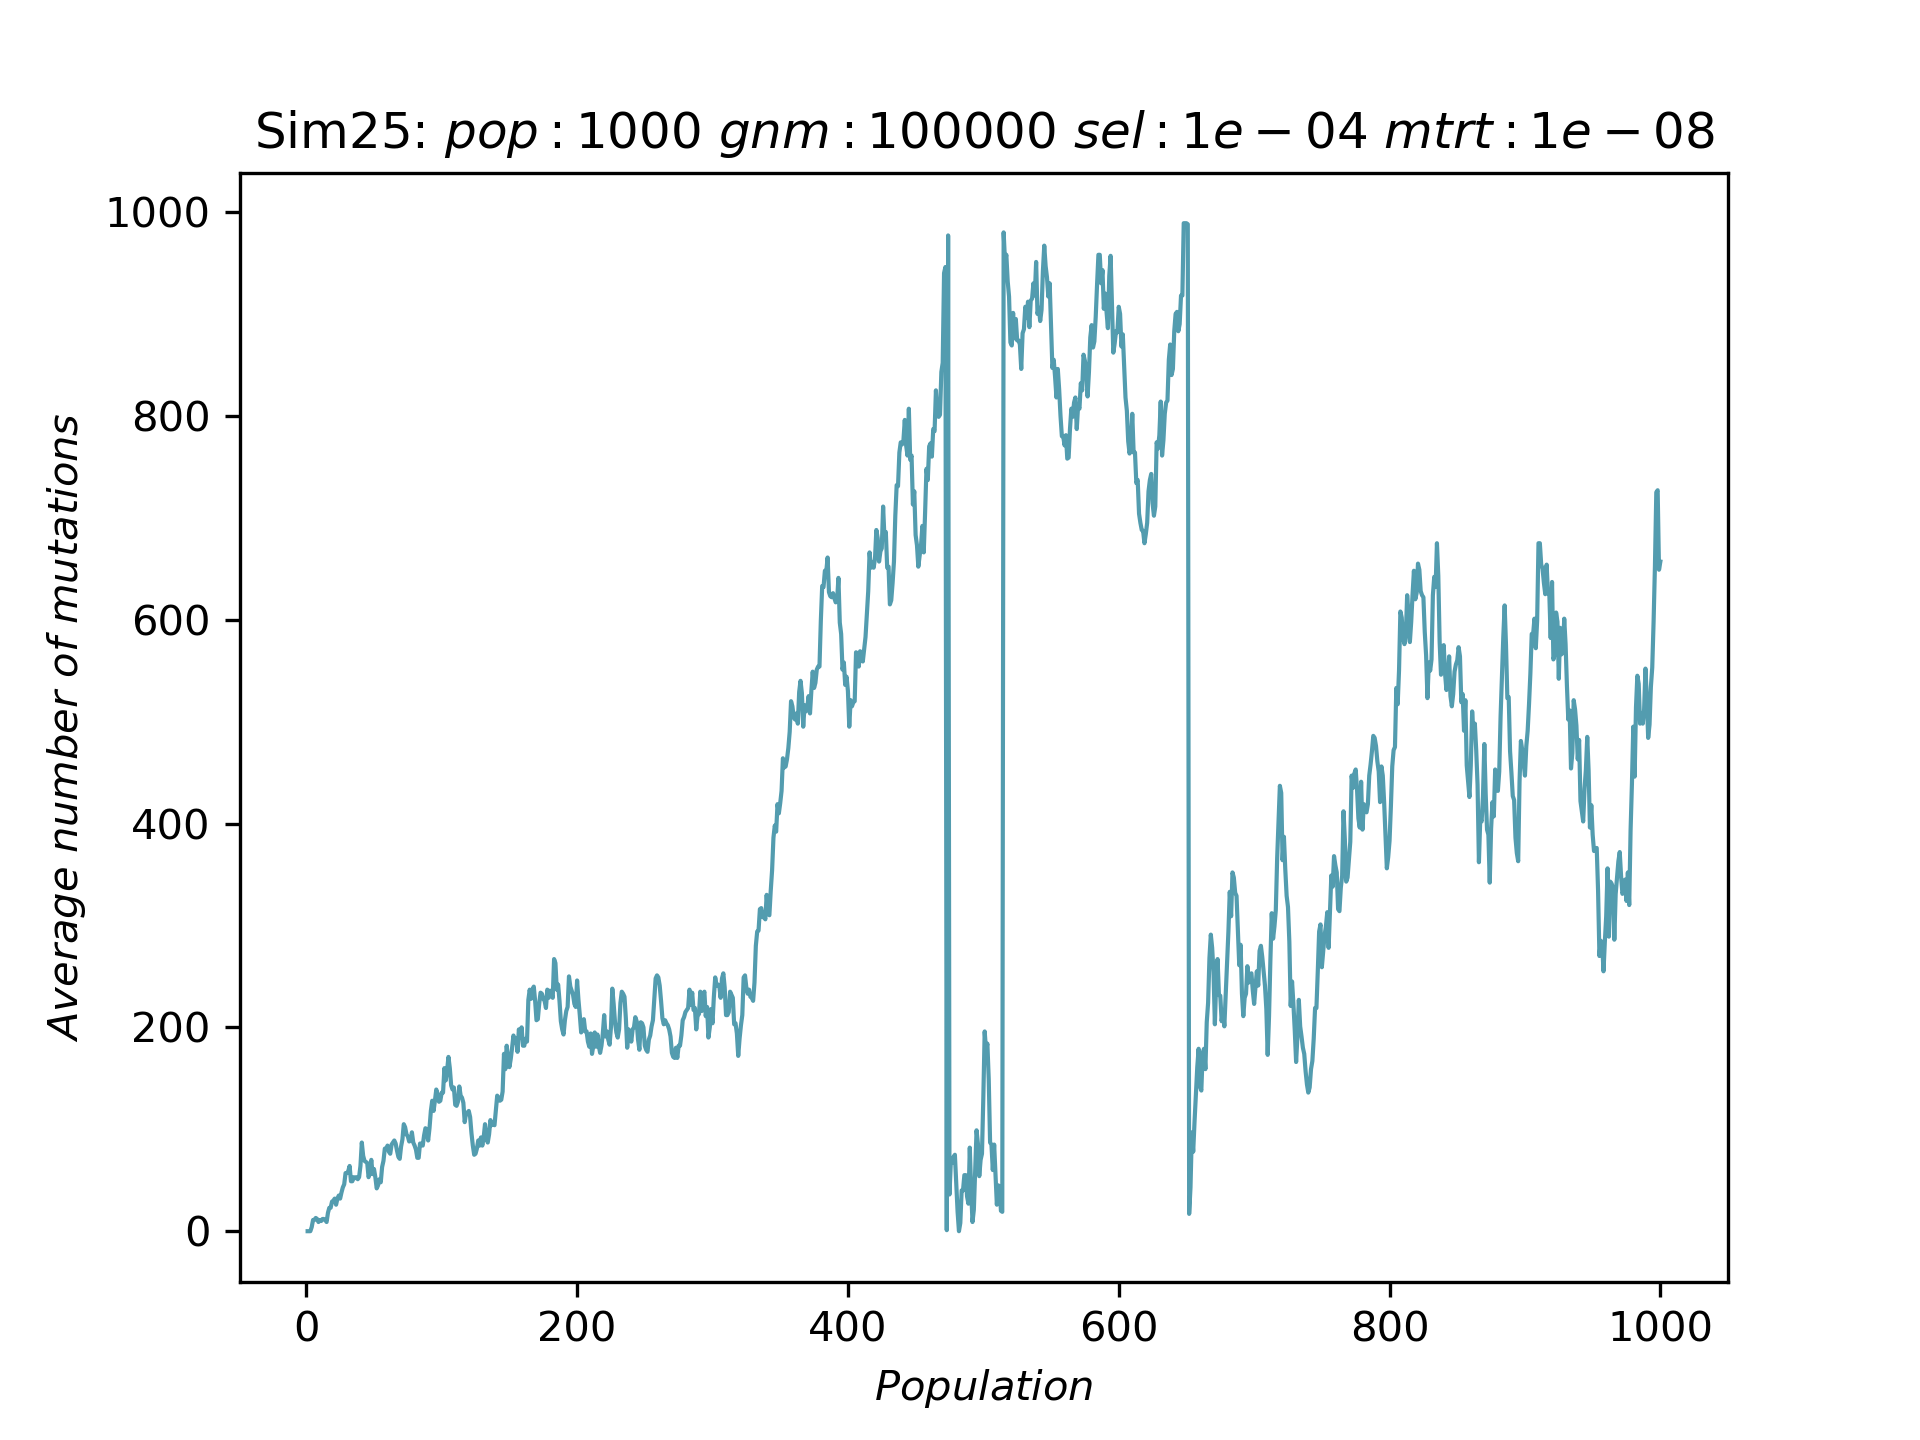 Sim25: pop : 1000 gnm : 100000 sel : 1e − 04 mtrt : 1e − 08
Average number of mutations
1000
800
600
400
200
0
0 200 400 600 800 1000
Population